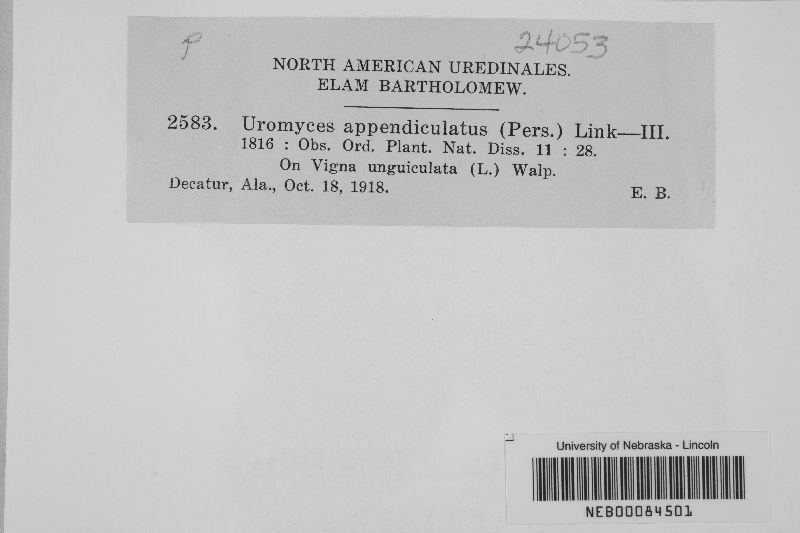 24053
NORTH AMERICAN UREDINALES.
ELAM BARTHOLOMEW.
2583. Uromyces appendiculatus (Pers.) Link—III.
1816 : Obs. Ord. Plant. Nat. Diss. 11 : 28.
On Vigna unguiculata (L.) Walp.
Decatur, Ala., Oct. 18, 1918. E. B.
University of Nebraska - Lincoln
NEB00084501